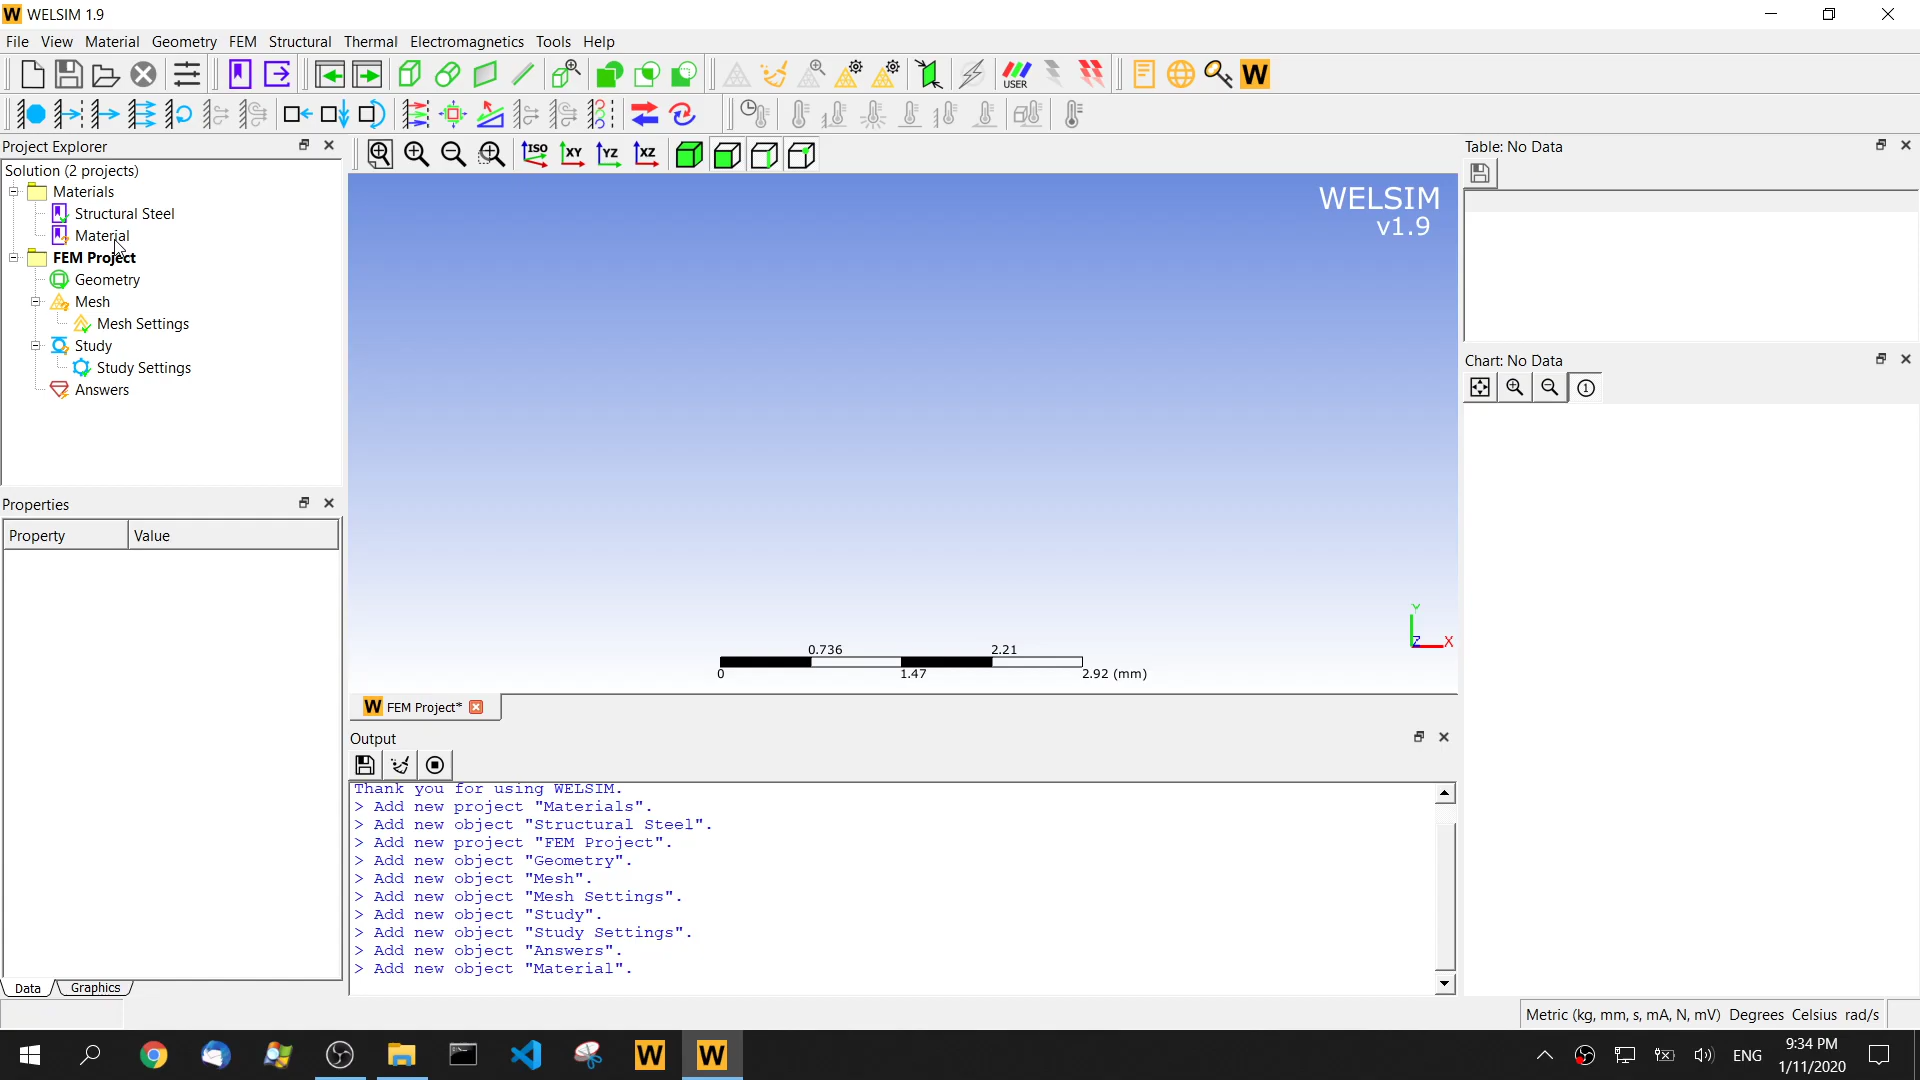 WELSIM 1.9
File View Material Geometry FEM Structural Thermal Electromagnetics Tools Help
USER
W
Project Explorer
Solution (2 projects)
Materials
Structural Steel
Material
FEM Project
Geometry
Mesh
Mesh Settings
Study
Study Settings
Answers
Properties
Property Value
Data Graphics
ISO XY YZ XZ
WELSIM
v1.9
Y
Z X
0.736 2.21
0 1.47 2.92 (mm)
W FEM Project*
Output
Thank you for using WELSIM.
> Add new project "Materials".
> Add new object "Structural Steel".
> Add new project "FEM Project".
> Add new object "Geometry".
> Add new object "Mesh".
> Add new object "Mesh Settings".
> Add new object "Study".
> Add new object "Study Settings".
> Add new object "Answers".
> Add new object "Material".
Table: No Data
Chart: No Data
1
Metric (kg, mm, s, mA, N, mV) Degrees Celsius rad/s
W W
ENG
9:34 PM
1/11/2020